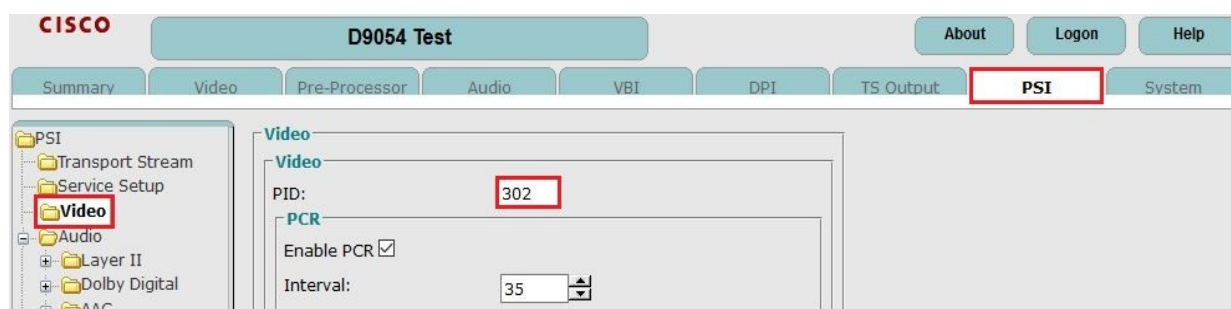 CISCO
D9054 Test
About
Logon
Help
Summary
Video
Pre-Processor
Audio
VBI
DPI
TS Output
PSI
System
PSI
Transport Stream
Service Setup
Video
Audio
Layer II
Dolby Digital
AAC
Video
Video
PID: 302
PCR
Enable PCR
Interval: 35